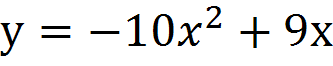 y = −10x² + 9x